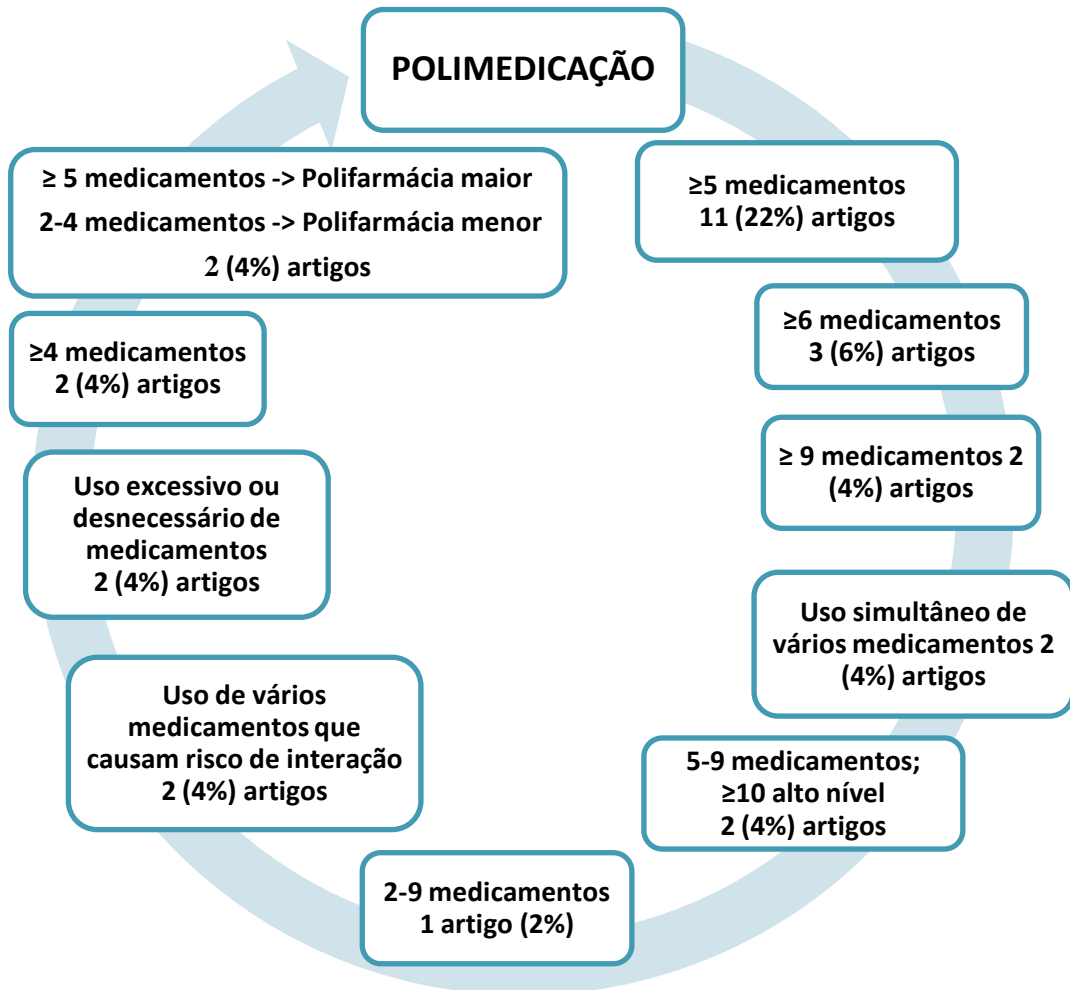 POLIMEDICAÇÃO
≥5 medicamentos
11 (22%) artigos
≥6 medicamentos
3 (6%) artigos
≥ 9 medicamentos 2
(4%) artigos
Uso simultâneo de
vários medicamentos 2
(4%) artigos
5-9 medicamentos;
≥10 alto nível
2 (4%) artigos
2-9 medicamentos
1 artigo (2%)
Uso de vários
medicamentos que
causam risco de interação
2 (4%) artigos
Uso excessivo ou
desnecessário de
medicamentos
2 (4%) artigos
≥4 medicamentos
2 (4%) artigos
≥ 5 medicamentos -> Polifarmácia maior
2-4 medicamentos -> Polifarmácia menor
2 (4%) artigos